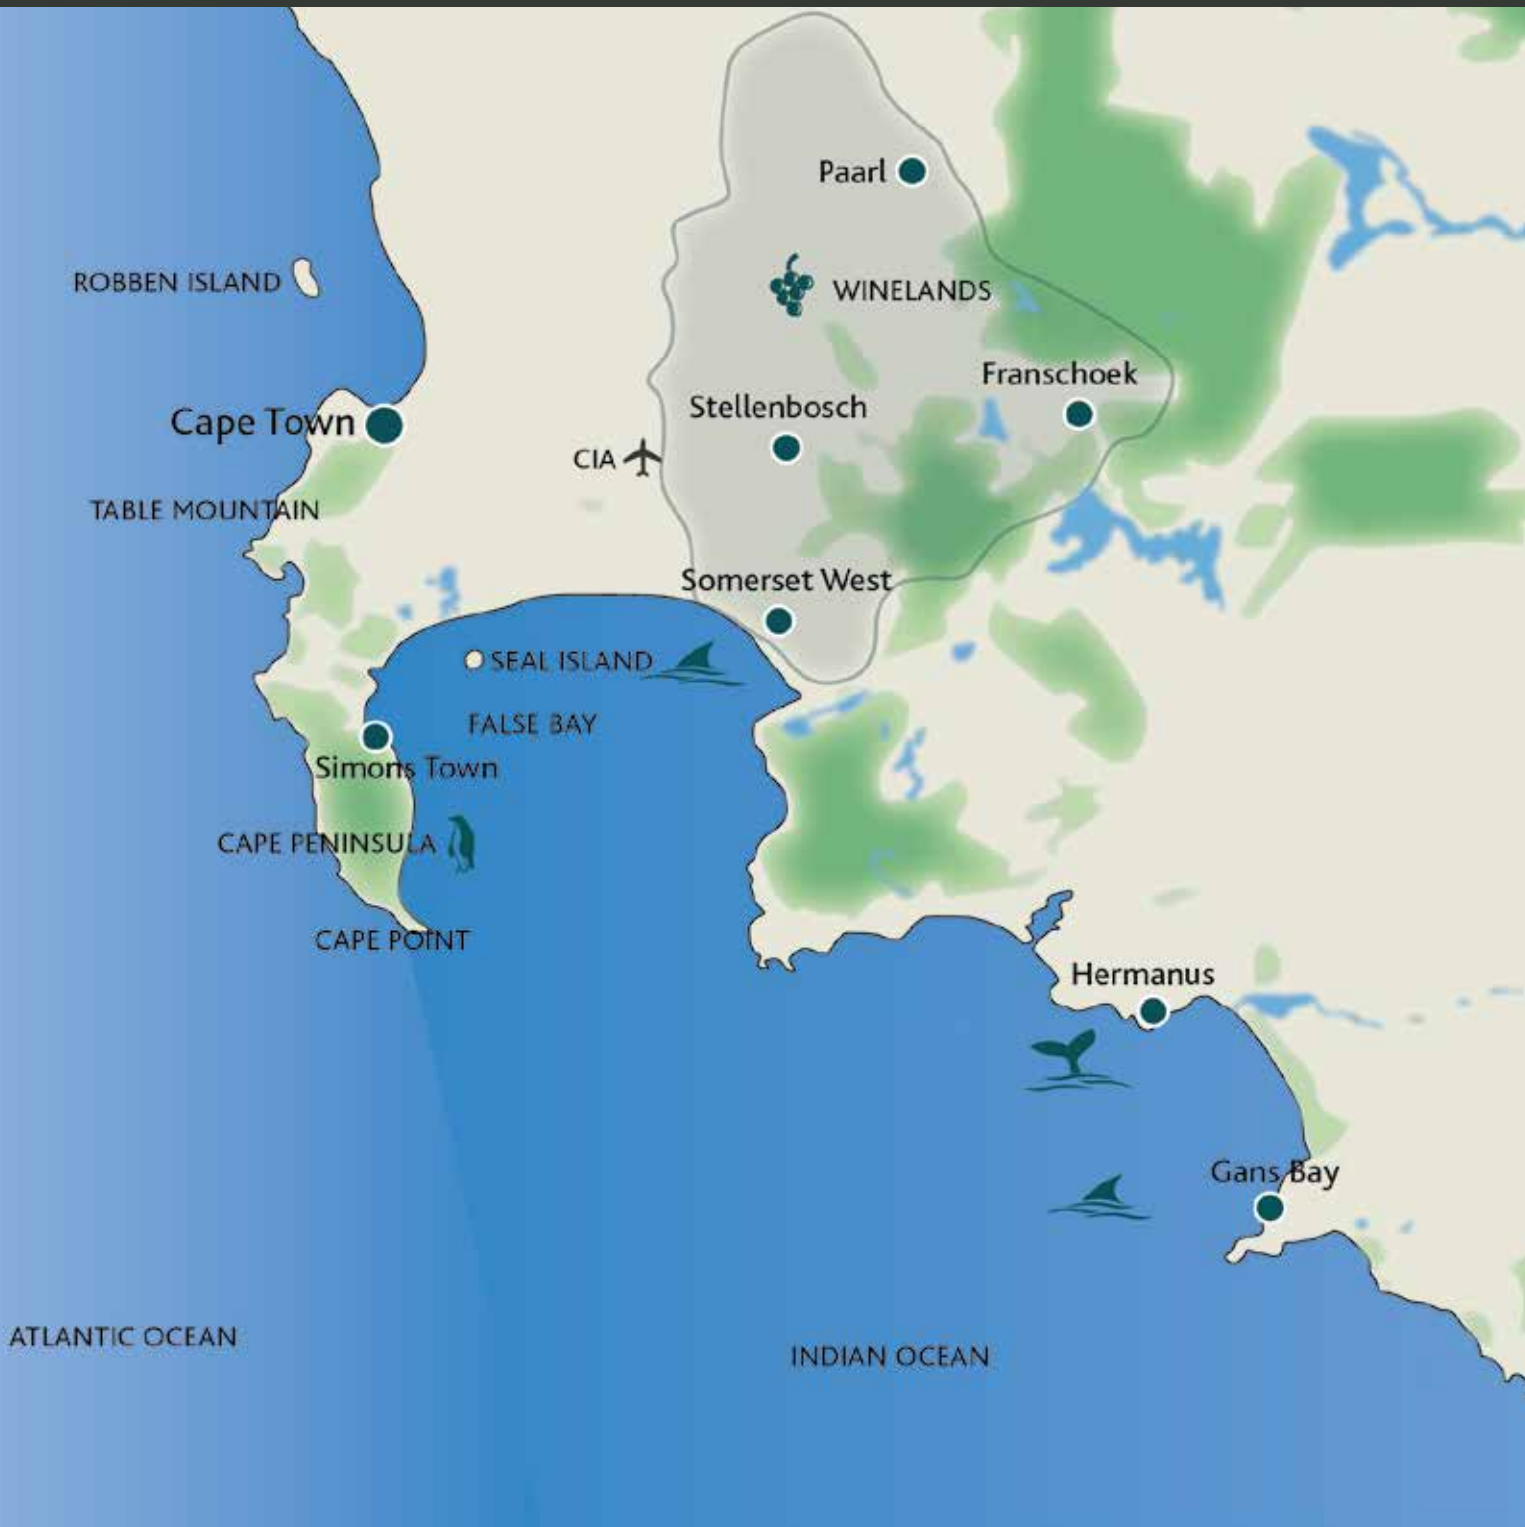 Paarl
ROBBEN ISLAND
WINELANDS
Franschoek
Stellenbosch
Cape Town
CIA
TABLE MOUNTAIN
Somerset West
SEAL ISLAND
FALSE BAY
Simons Town
CAPE PENINSULA
CAPE POINT
Hermanus
Gans Bay
ATLANTIC OCEAN
INDIAN OCEAN